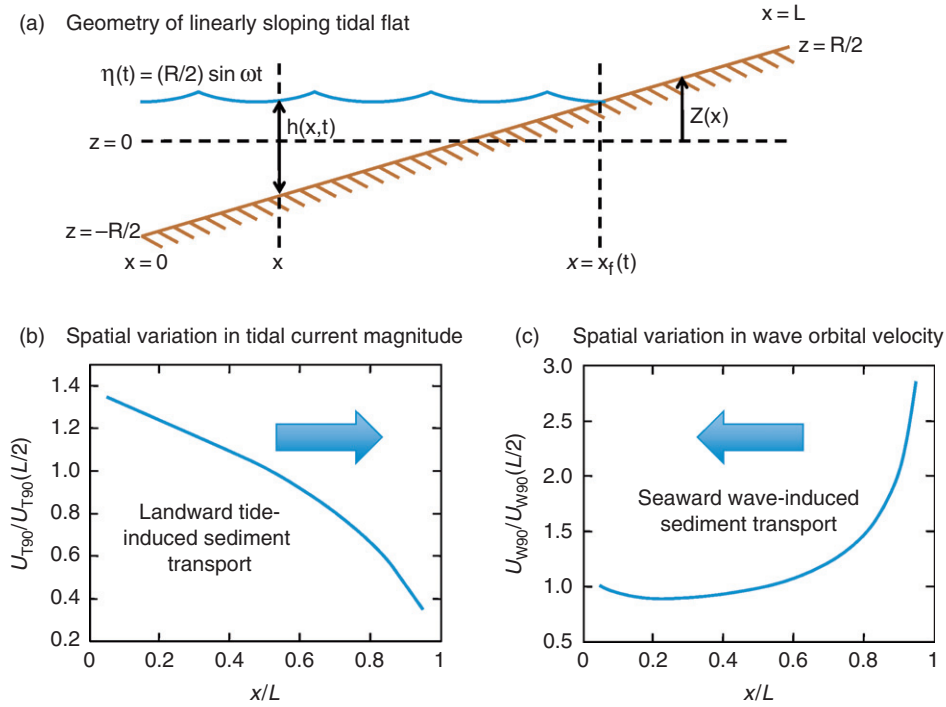 (a) Geometry of linearly sloping tidal flat
x = L
z = R/2
η(t) = (R/2) sin ωt
h(x,t)
Z(x)
z = 0
z = −R/2
x = 0
x
x = x_f(t)
(b) Spatial variation in tidal current magnitude
U_T90/U_T90(L/2)
1.4
1.2
1.0
0.8
0.6
0.4
0.2
Landward tide-
induced sediment
transport
0 0.2 0.4 0.6 0.8 1
x/L
(c) Spatial variation in wave orbital velocity
U_W90/U_W90(L/2)
3.0
2.5
2.0
1.5
1.0
0.5
Seaward wave-induced
sediment transport
0 0.2 0.4 0.6 0.8 1
x/L